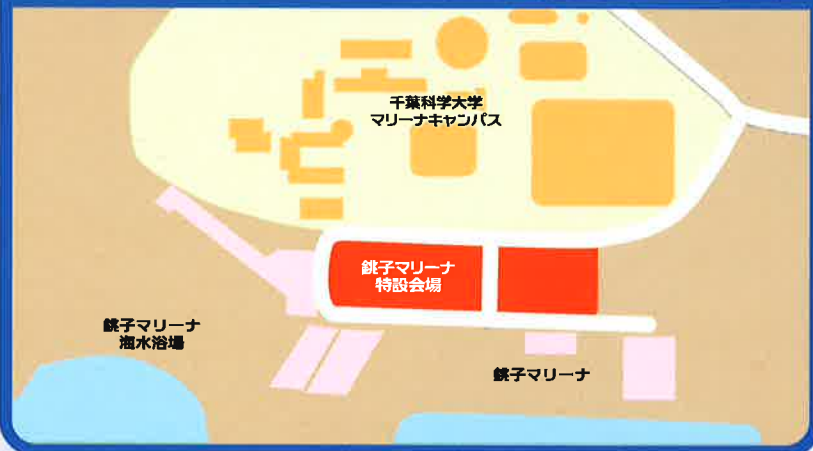 千葉科学大学
マリーナキャンパス
銚子マリーナ
特設会場
銚子マリーナ
海水浴場
銚子マリーナ